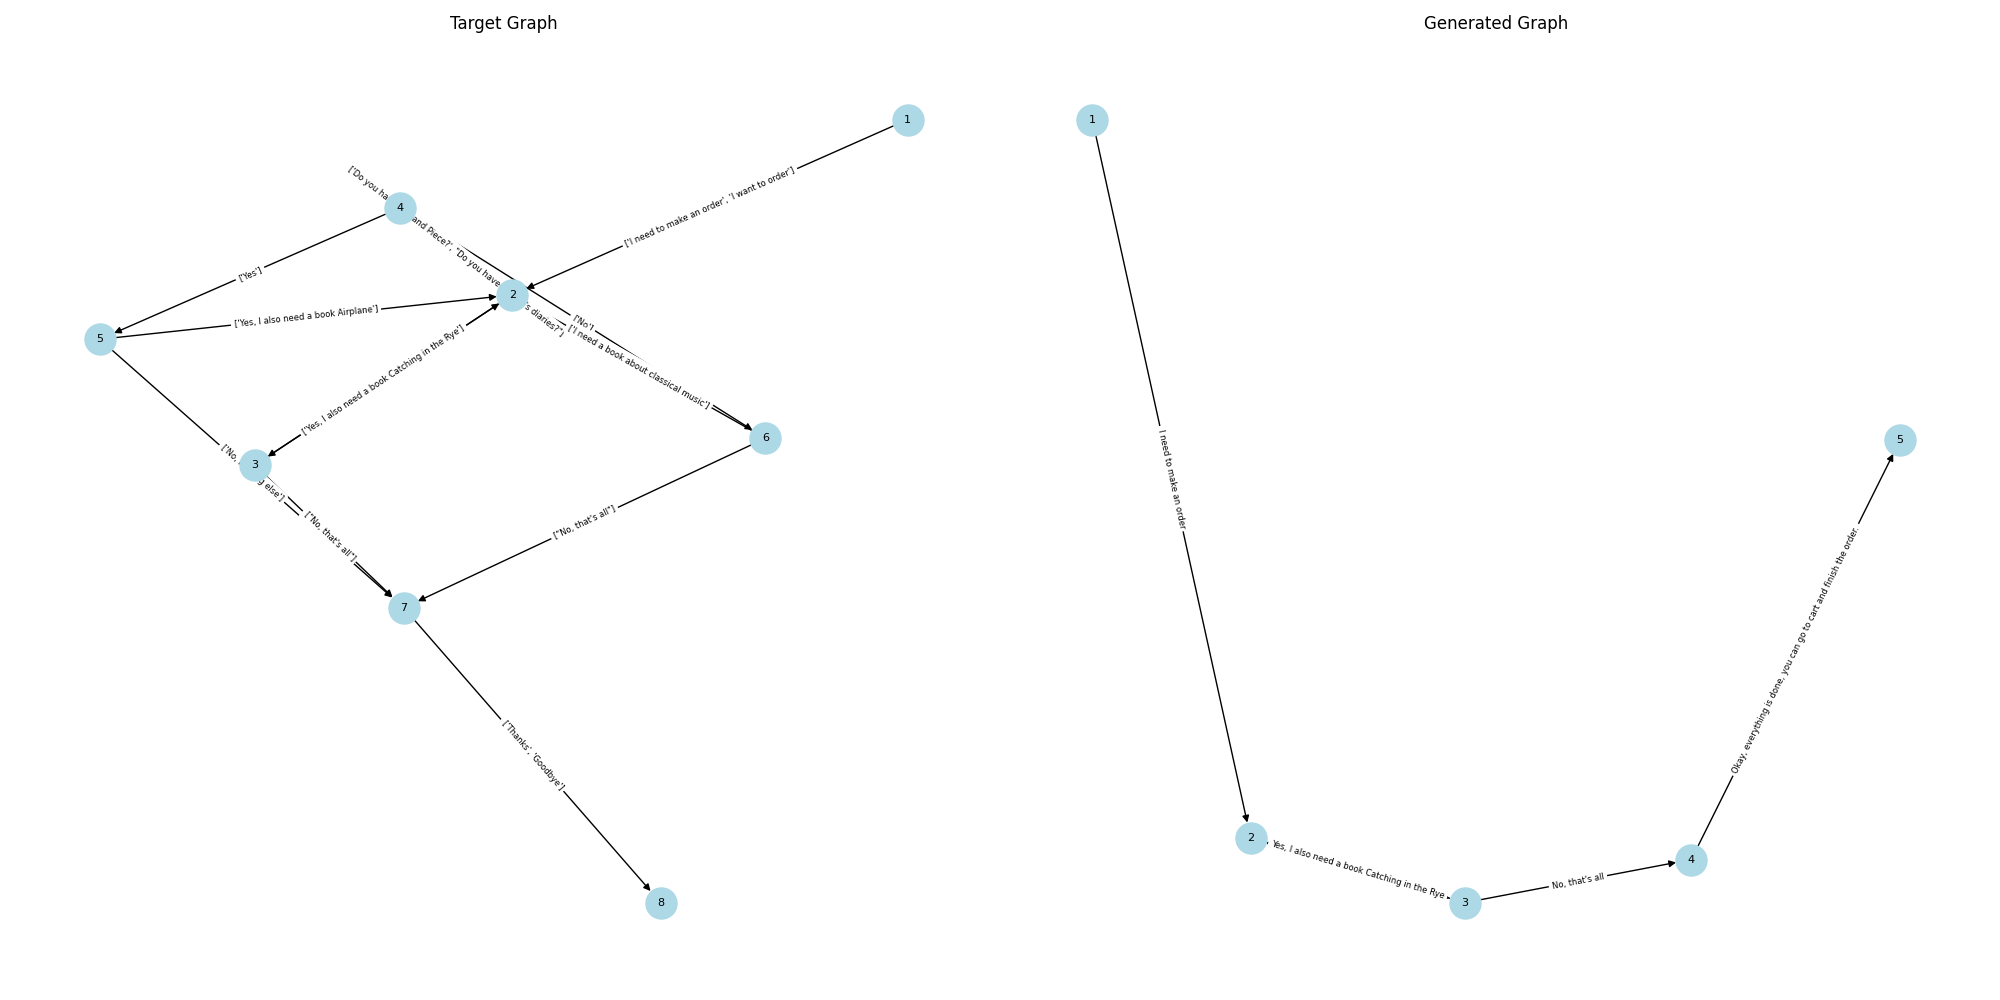 Target Graph
Generated Graph
1
1
['I need to make an order', 'I want to order']
['Do you ha
and Piece?', "Do you have
's diaries?"]
4
['Yes']
2
['Yes, I also need a book Airplane']
['No']
['I need a book about classical music']
5
['Yes, I also need a book Catching in the Rye']
6
3
['No,
g else']
["No, that's all"]
["No, that's all"]
7
['Thanks', 'Goodbye']
8
I need to make an order
5
Okay, everything is done, you can go to cart and finish the order.
2
Yes, I also need a book Catching in the Rye
4
No, that's all
3